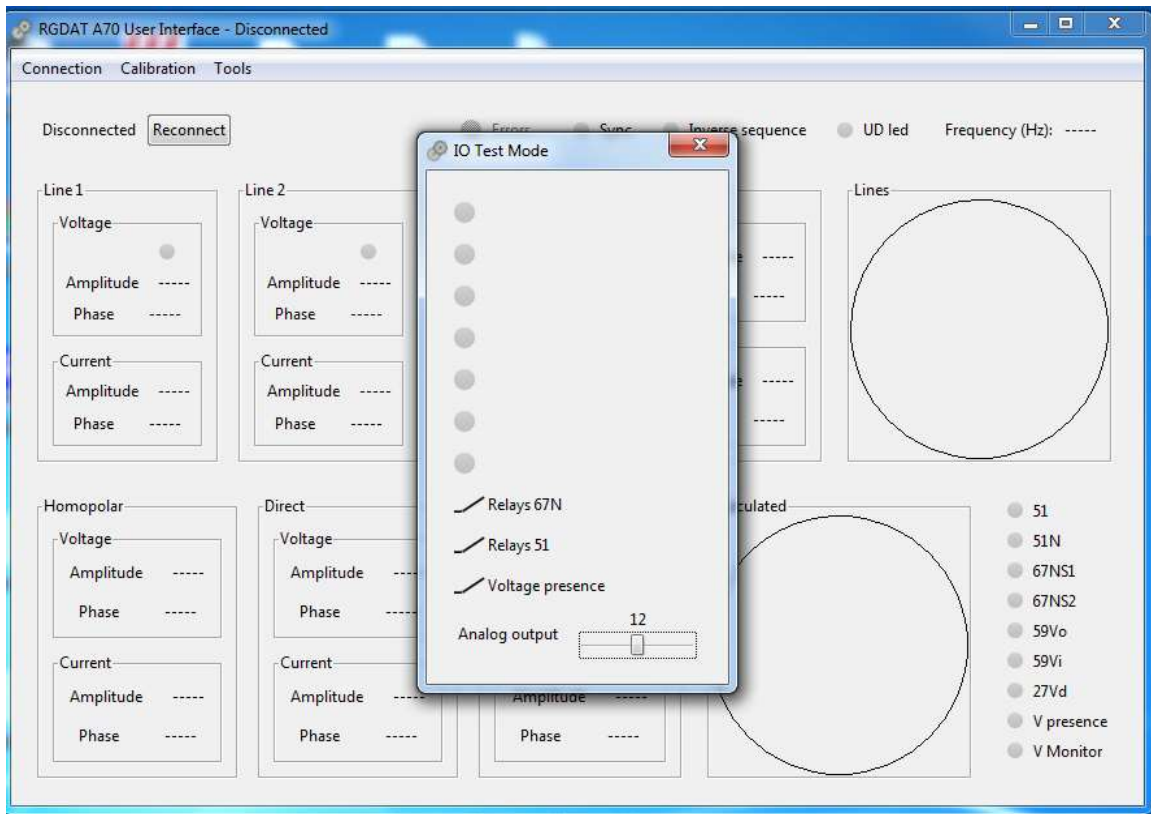 RGDAT A70 User Interface - Disconnected
Connection Calibration Tools
Disconnected Reconnect Errors Sync Inverse sequence UD led Frequency (Hz): -----
IO Test Mode
Line 1
Voltage
Amplitude -----
Phase -----
Current
Amplitude -----
Phase -----
Line 2
Voltage
Amplitude -----
Phase -----
Current
Amplitude -----
Phase -----
-----
-----
-----
-----
Lines
Relays 67N
Relays 51
Voltage presence
Analog output 12
Homopolar
Voltage
Amplitude -----
Phase -----
Current
Amplitude -----
Phase -----
Direct
Voltage
Amplitude ----
Phase -----
Current
Amplitude -----
Phase -----
Amplitude -----
Phase -----
51
51N
67NS1
67NS2
59Vo
59Vi
27Vd
V presence
V Monitor